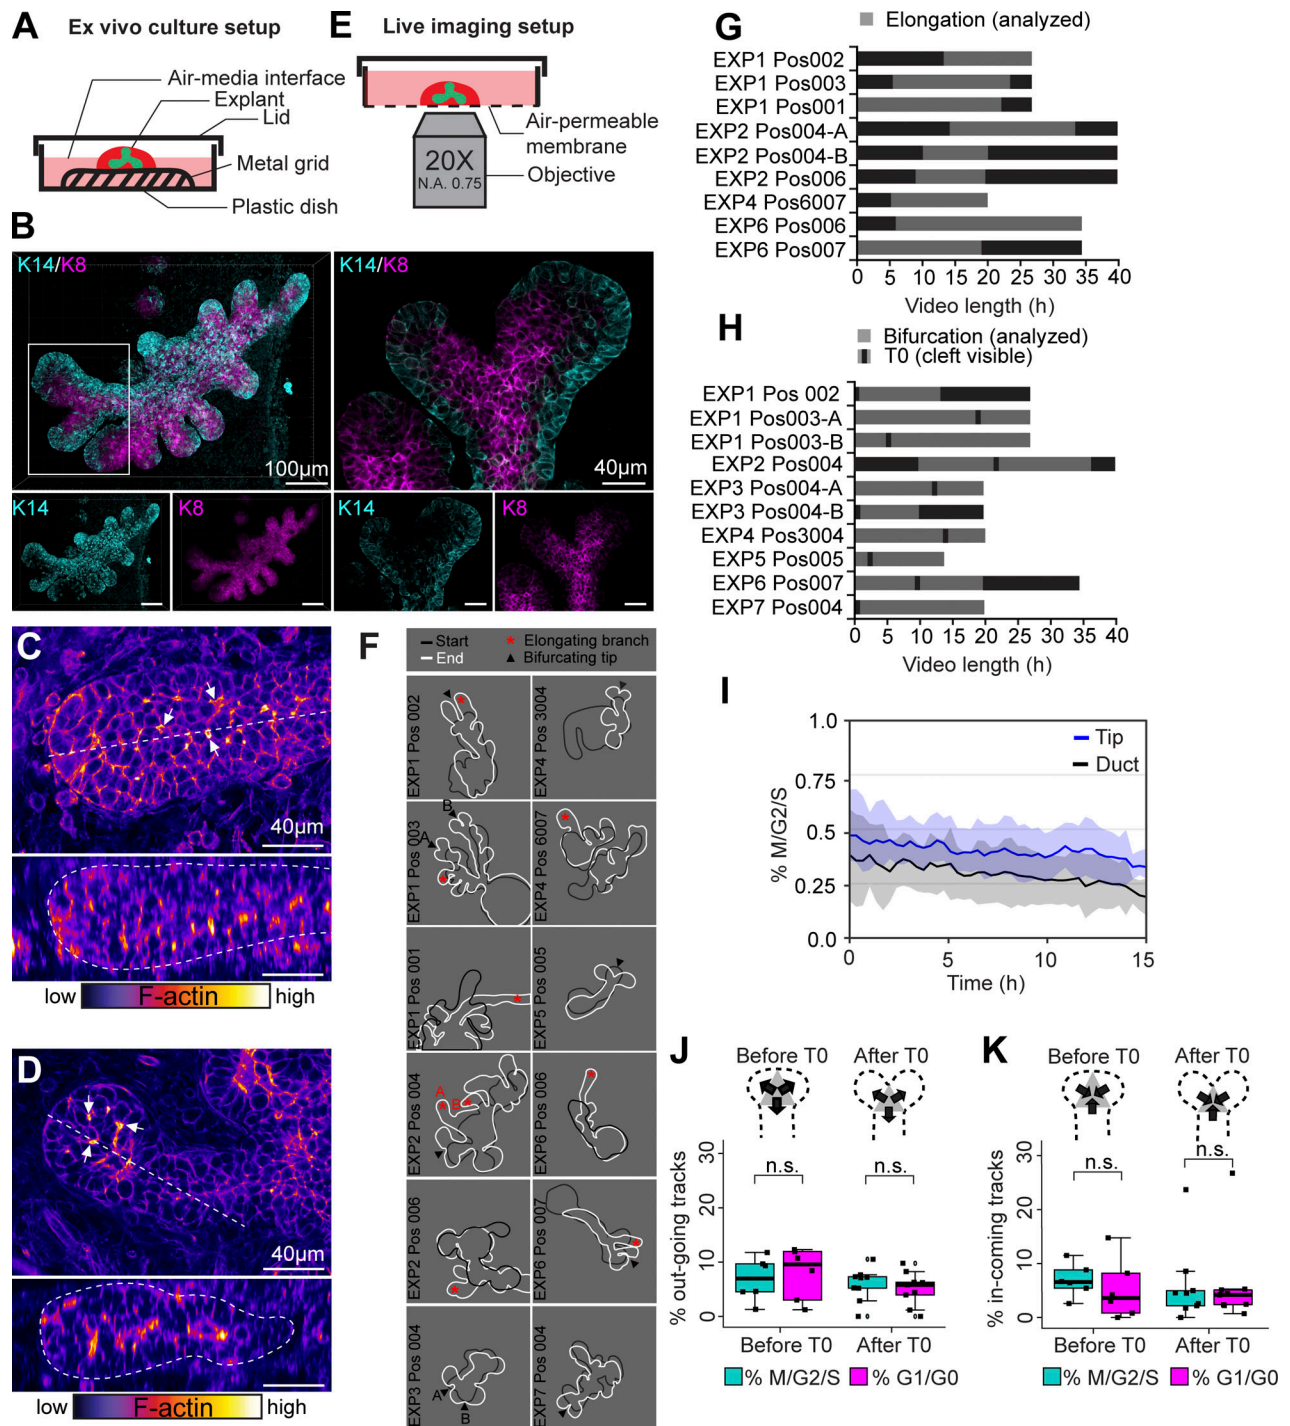 A Ex vivo culture setup
Air-media interface
Explant
Lid
Metal grid
Plastic dish
E Live imaging setup
Air-permeable
membrane
20X
N.A. 0.75
Objective
B
K14/K8
100µm
K14/K8
40µm
K14
K8
K14
K8
C
40µm
low F-actin high
D
40µm
low F-actin high
F
Start
End
Elongating branch
Bifurcating tip
EXP1 Pos 002
EXP4 Pos 3004
EXP1 Pos 003
A
B
EXP4 Pos 6007
EXP1 Pos 001
EXP5 Pos 005
EXP2 Pos 004
A
B
EXP6 Pos 006
EXP2 Pos 006
EXP6 Pos 007
EXP3 Pos 004
A
B
EXP7 Pos 004
G
Elongation (analyzed)
EXP1 Pos002
EXP1 Pos003
EXP1 Pos001
EXP2 Pos004-A
EXP2 Pos004-B
EXP2 Pos006
EXP4 Pos6007
EXP6 Pos006
EXP6 Pos007
0 5 10 15 20 25 30 35 40
Video length (h)
H
Bifurcation (analyzed)
T0 (cleft visible)
EXP1 Pos 002
EXP1 Pos003-A
EXP1 Pos003-B
EXP2 Pos004
EXP3 Pos004-A
EXP3 Pos004-B
EXP4 Pos3004
EXP5 Pos005
EXP6 Pos007
EXP7 Pos004
0 5 10 15 20 25 30 35 40
Video length (h)
I
% M/G2/S
1.0
0.75
0.5
0.25
0.0
Tip
Duct
0 5 10 15
Time (h)
J
Before T0 After T0
% out-going tracks
30
20
10
0
n.s. n.s.
Before T0 After T0
% M/G2/S % G1/G0
K
Before T0 After T0
% in-coming tracks
30
20
10
0
n.s. n.s.
Before T0 After T0
% M/G2/S % G1/G0